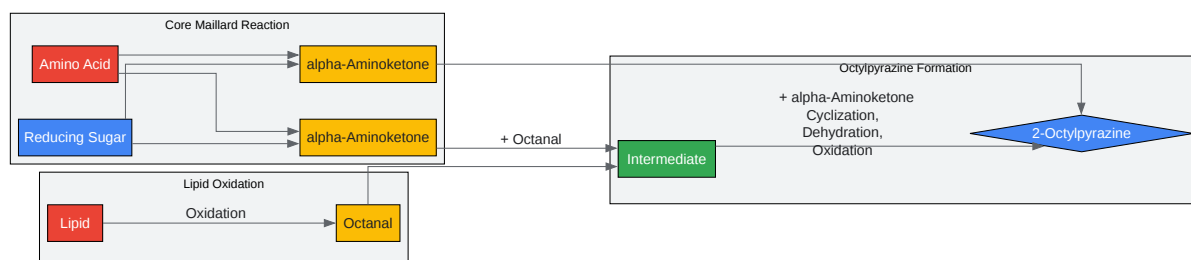 Core Maillard Reaction
Amino Acid
alpha-Aminoketone
Reducing Sugar
alpha-Aminoketone
+ Octanal
Lipid Oxidation
Lipid
Oxidation
Octanal
Octylpyrazine Formation
Intermediate
+ alpha-Aminoketone
Cyclization,
Dehydration,
Oxidation
2-Octylpyrazine